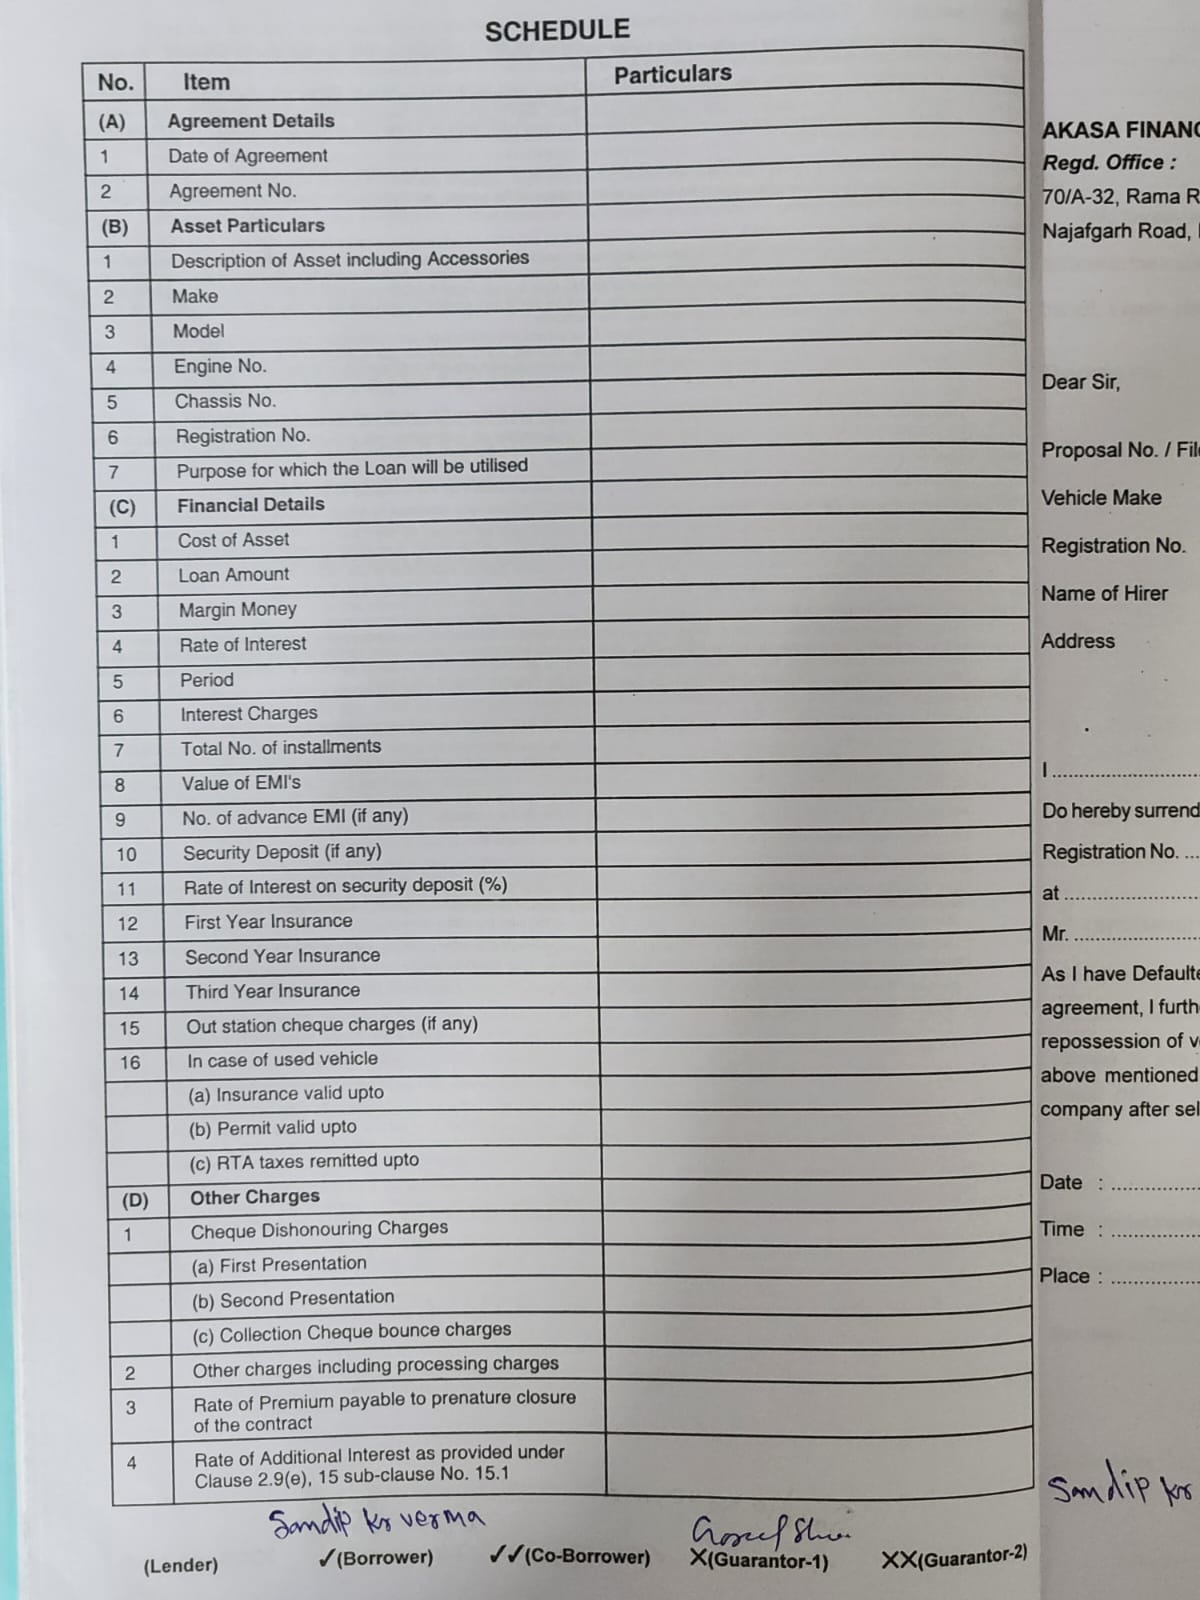 SCHEDULE
No. Item Particulars
(A) Agreement Details
1 Date of Agreement
2 Agreement No.
(B) Asset Particulars
1 Description of Asset including Accessories
2 Make
3 Model
4 Engine No.
5 Chassis No.
6 Registration No.
7 Purpose for which the Loan will be utilised
(C) Financial Details
1 Cost of Asset
2 Loan Amount
3 Margin Money
4 Rate of Interest
5 Period
6 Interest Charges
7 Total No. of installments
8 Value of EMI's
9 No. of advance EMI (if any)
10 Security Deposit (if any)
11 Rate of Interest on security deposit (%)
12 First Year Insurance
13 Second Year Insurance
14 Third Year Insurance
15 Out station cheque charges (if any)
16 In case of used vehicle
(a) Insurance valid upto
(b) Permit valid upto
(c) RTA taxes remitted upto
(D) Other Charges
1 Cheque Dishonouring Charges
(a) First Presentation
(b) Second Presentation
(c) Collection Cheque bounce charges
2 Other charges including processing charges
3 Rate of Premium payable to prenature closure
of the contract
4 Rate of Additional Interest as provided under
Clause 2.9(e), 15 sub-clause No. 15.1
Sandip kr verma
(Lender) ✓(Borrower) ✓✓(Co-Borrower) X(Guarantor-1) XX(Guarantor-2)
AKASA FINANC
Regd. Office :
70/A-32, Rama R
Najafgarh Road,
Dear Sir,
Proposal No. / File
Vehicle Make
Registration No.
Name of Hirer
Address
I ..........................
Do hereby surrend
Registration No. ...
at ........................
Mr. .......................
As I have Defaulte
agreement, I furth
repossession of v
above mentioned
company after sel
Date : ................
Time : ................
Place : ................
Sandip kr